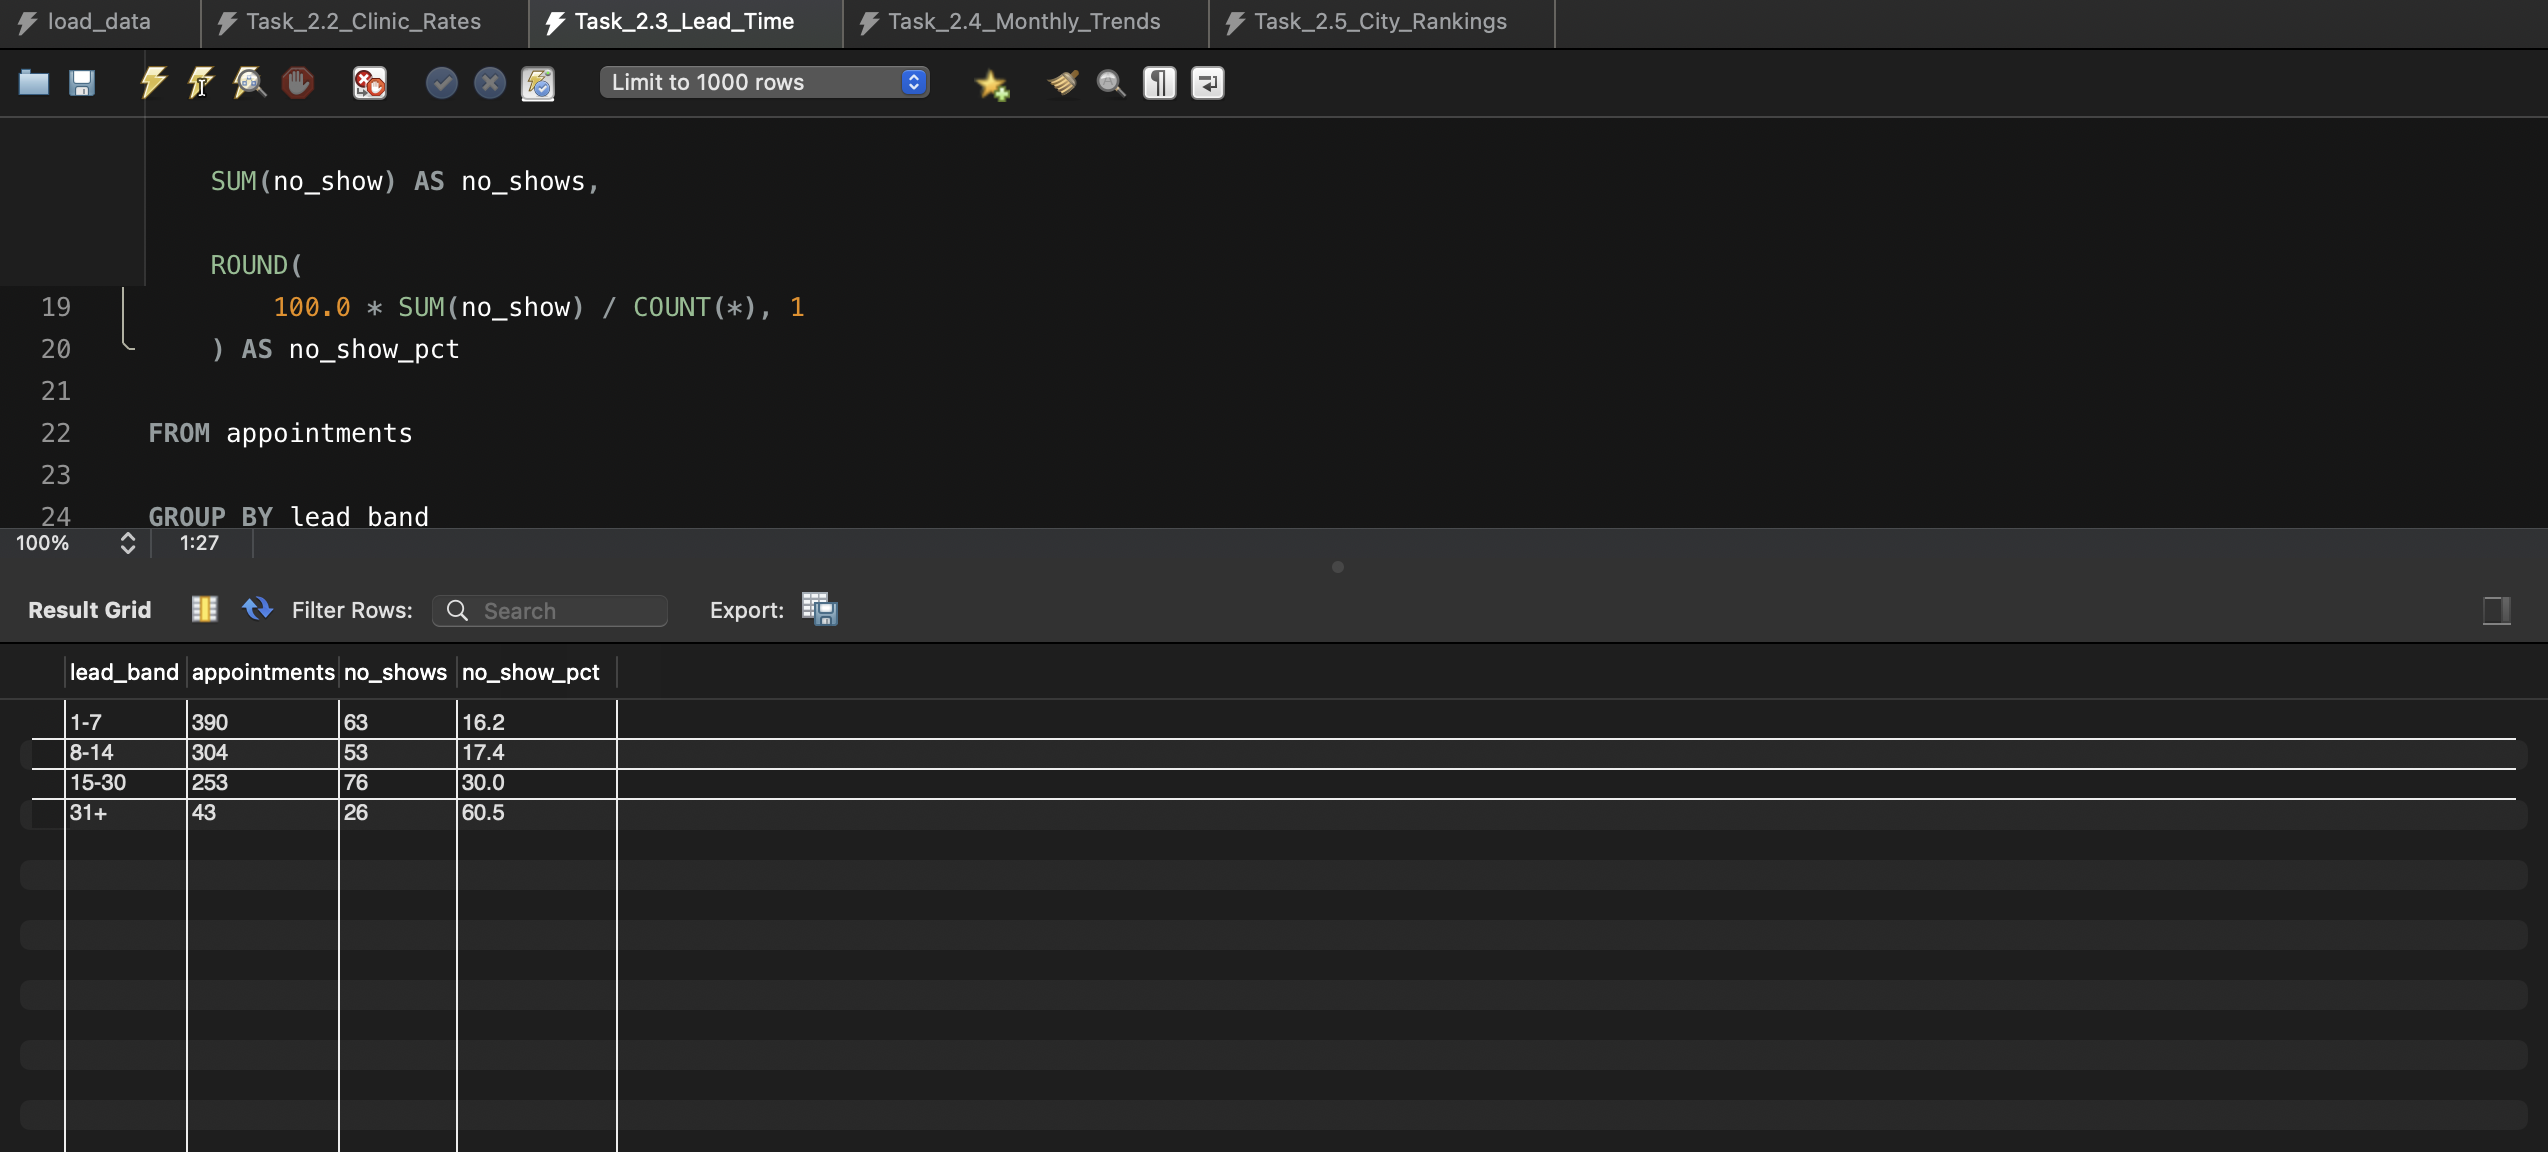 load_data Task_2.2_Clinic_Rates Task_2.3_Lead_Time Task_2.4_Monthly_Trends Task_2.5_City_Rankings
Limit to 1000 rows
SUM(no_show) AS no_shows,
ROUND(
19 100.0 * SUM(no_show) / COUNT(*), 1
20 ) AS no_show_pct
21
22 FROM appointments
23
24 GROUP BY lead_band
100% 1:27
Result Grid Filter Rows: Search Export:
lead_band appointments no_shows no_show_pct
1-7 390 63 16.2
8-14 304 53 17.4
15-30 253 76 30.0
31+ 43 26 60.5